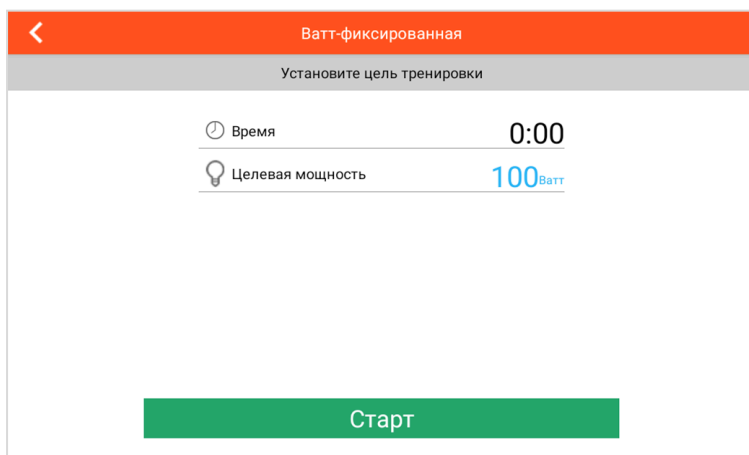 Ватт-фиксированная
Установите цель тренировки
Время 0:00
Целевая мощность 100Ватт
Старт